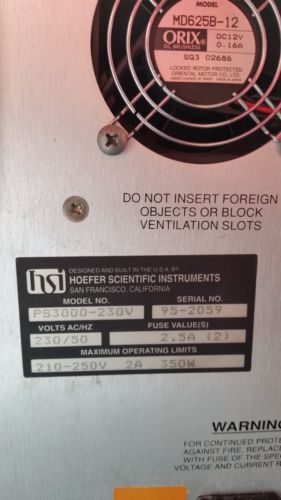 MODEL
MD625B-12
ORIX
DC BRUSHLESS
DC12V
0.16A
SQ3 02686
LOCKED ROTOR PROTECTED
ORIENTAL MOTOR CO.,LTD.
DO NOT INSERT FOREIGN
OBJECTS OR BLOCK
VENTILATION SLOTS
hsi
DESIGNED AND BUILT IN THE U.S.A. BY
HOEFER SCIENTIFIC INSTRUMENTS
SAN FRANCISCO, CALIFORNIA
MODEL NO. SERIAL NO.
PS3000-230V 95-2059
VOLTS AC/HZ FUSE VALUE(S)
230/50 2.5A (2)
MAXIMUM OPERATING LIMITS
210-250V 2A 350W
WARNING
FOR CONTINUED PROTE
AGAINST FIRE, REPLACE
WITH FUSE OF THE SPEC
VOLTAGE AND CURRENT R